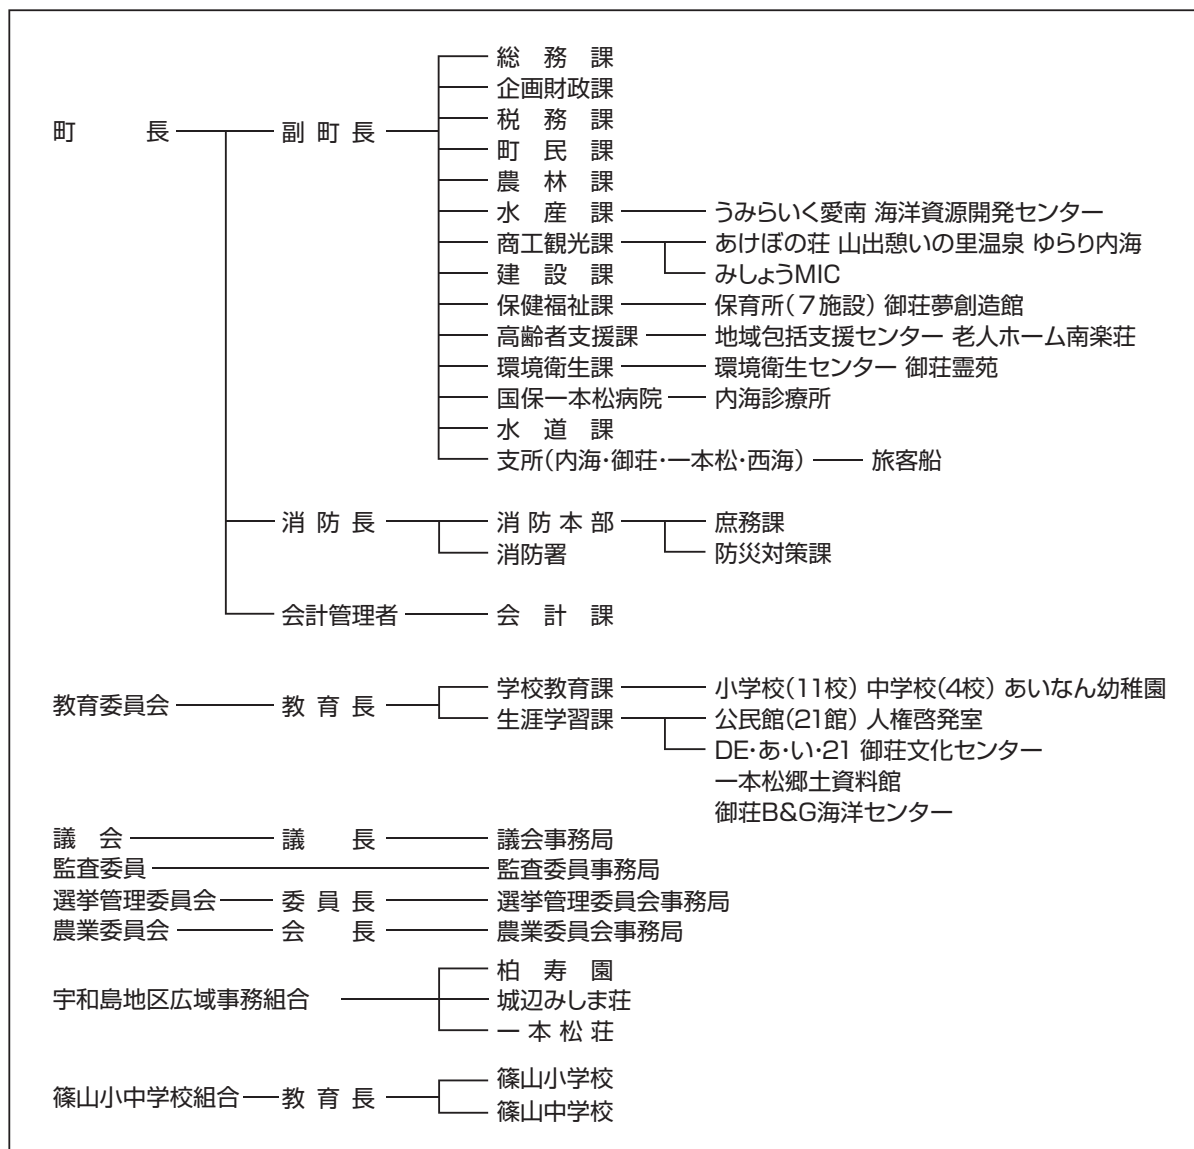 総務課
企画財政課
町長 副町長 税務課
町民課
農林課
水産課 うみらいく愛南 海洋資源開発センター
商工観光課 あけぼの荘 山出憩いの里温泉 ゆらり内海
建設課 みしょうMIC
保健福祉課 保育所(7施設) 御荘夢創造館
高齢者支援課 地域包括支援センター 老人ホーム南楽荘
環境衛生課 環境衛生センター 御荘霊苑
国保一本松病院 内海診療所
水道課
支所(内海・御荘・一本松・西海) 旅客船
消防長 消防本部 庶務課
消防署 防災対策課
会計管理者 会計課
学校教育課 小学校(11校) 中学校(4校) あいなん幼稚園
教育委員会 教育長
生涯学習課 公民館(21館) 人権啓発室
DE・あ・い・21 御荘文化センター
一本松郷土資料館
御荘B&G海洋センター
議会 議長 議会事務局
監査委員 監査委員事務局
選挙管理委員会 委員長 選挙管理委員会事務局
農業委員会 会長 農業委員会事務局
柏寿園
宇和島地区広域事務組合 城辺みしま荘
一本松荘
篠山小学校
篠山小中学校組合 教育長
篠山中学校